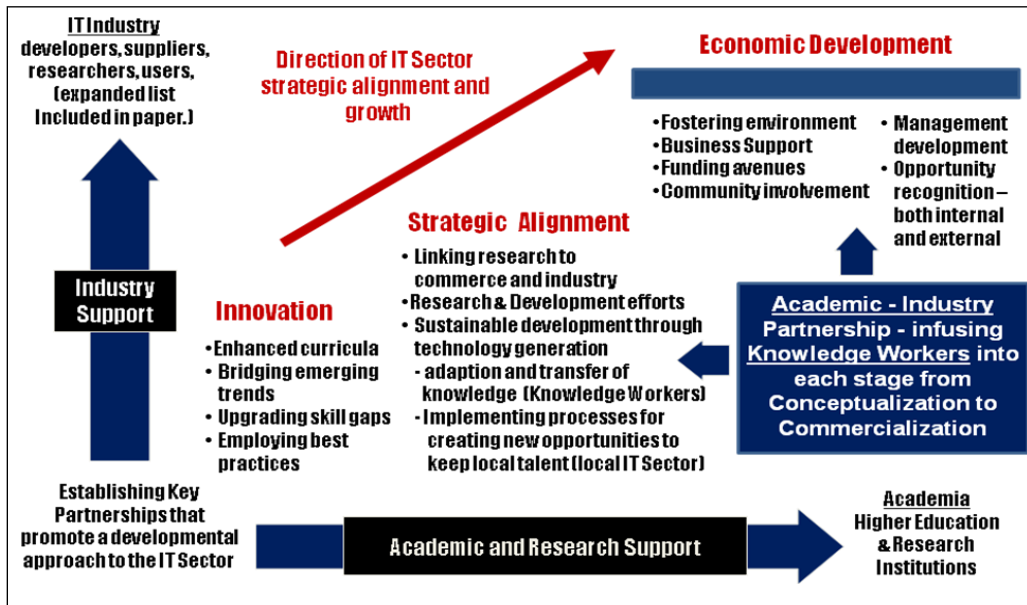 IT Industry
developers, suppliers,
researchers, users,
(expanded list
Included in paper.)
Direction of IT Sector
strategic alignment and
growth
Economic Development
•Fostering environment
•Business Support
•Funding avenues
•Community involvement
• Management
development
• Opportunity
recognition –
both internal
and external
Strategic Alignment
• Linking research to
commerce and industry
•Research & Development efforts
• Sustainable development through
technology generation
- adaption and transfer of
knowledge (Knowledge Workers)
- Implementing processes for
creating new opportunities to
keep local talent (local IT Sector)
Industry
Support
Innovation
•Enhanced curricula
• Bridging emerging
trends
•Upgrading skill gaps
• Employing best
practices
Academic - Industry
Partnership - infusing
Knowledge Workers into
each stage from
Conceptualization to
Commercialization
Establishing Key
Partnerships that
promote a developmental
approach to the IT Sector
Academic and Research Support
Academia
Higher Education
& Research
Institutions